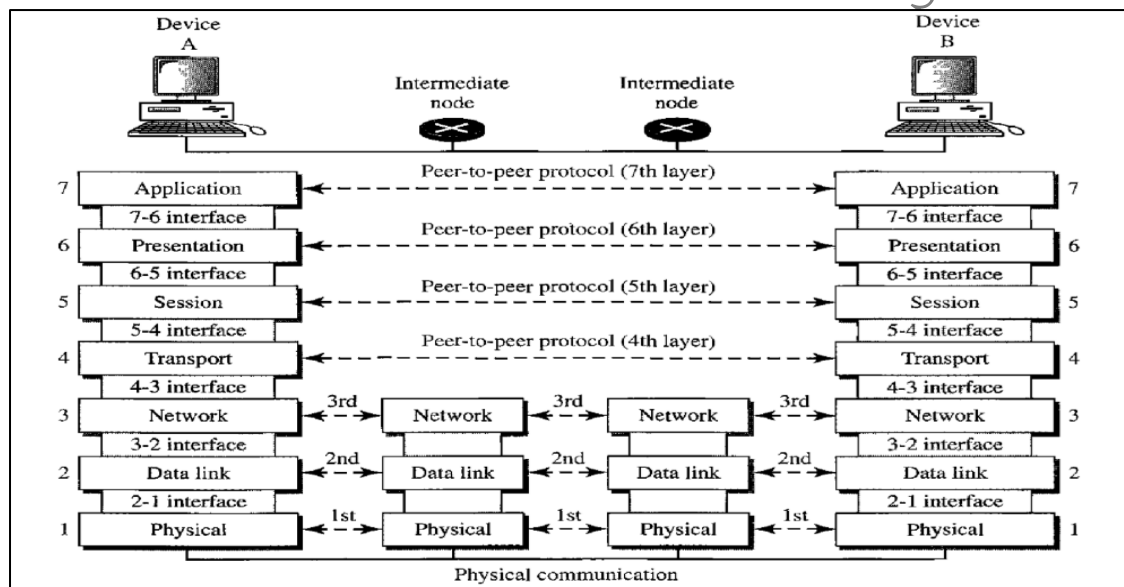 Device
A
Device
B
Intermediate
node
Intermediate
node
7 Application Peer-to-peer protocol (7th layer) Application 7
7-6 interface 7-6 interface
6 Presentation Peer-to-peer protocol (6th layer) Presentation 6
6-5 interface 6-5 interface
5 Session Peer-to-peer protocol (5th layer) Session 5
5-4 interface 5-4 interface
4 Transport Peer-to-peer protocol (4th layer) Transport 4
4-3 interface 4-3 interface
3 Network 3rd Network 3rd Network 3rd Network 3
3-2 interface 3-2 interface
2 Data link 2nd Data link 2nd Data link 2nd Data link 2
2-1 interface 2-1 interface
1 Physical 1st Physical 1st Physical 1st Physical 1
Physical communication